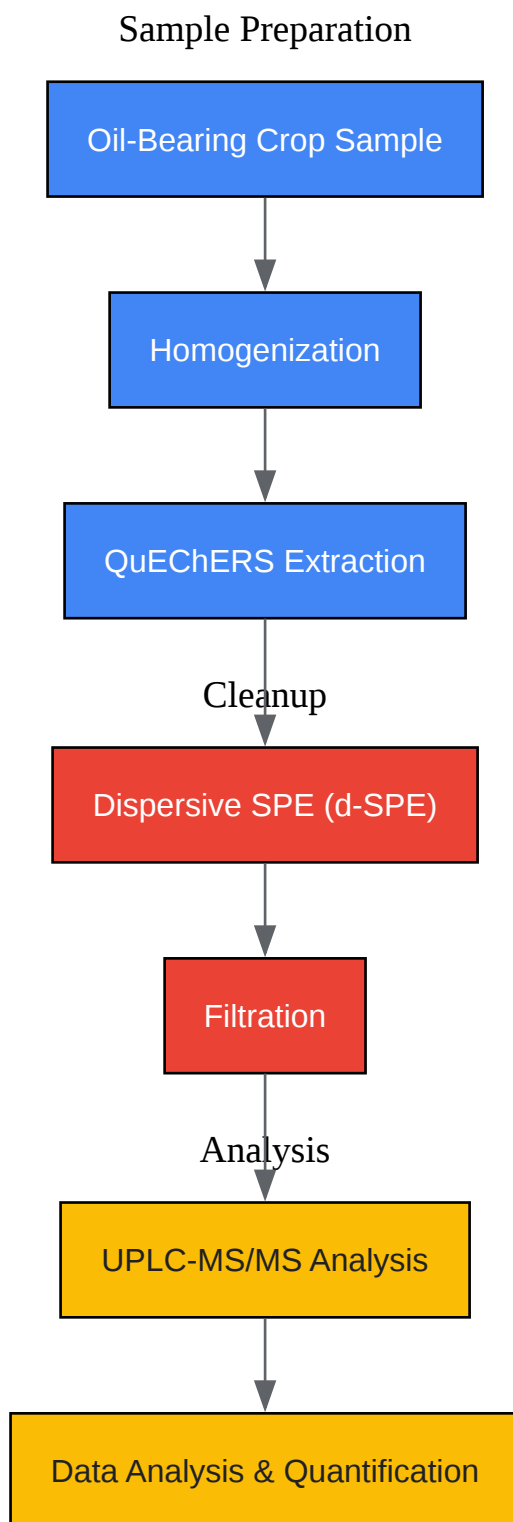 Sample Preparation
Oil-Bearing Crop Sample
Homogenization
QuEChERS Extraction
Cleanup
Dispersive SPE (d-SPE)
Filtration
Analysis
UPLC-MS/MS Analysis
Data Analysis & Quantification